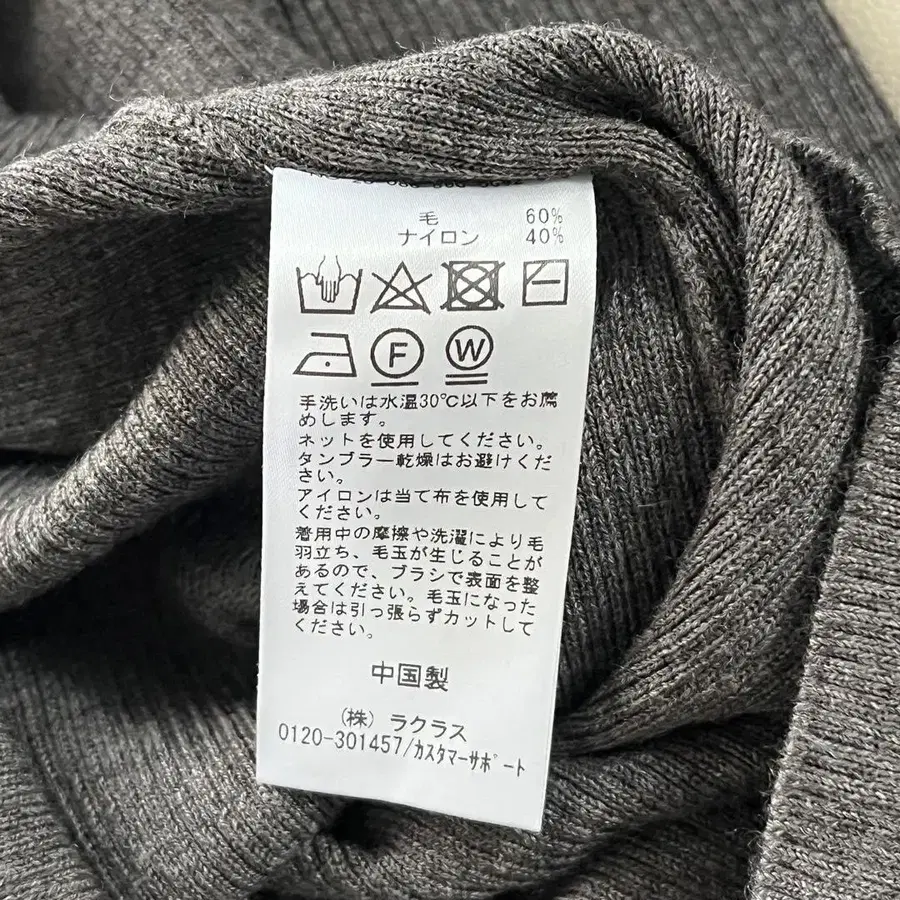 毛 60%
ナイロン 40%
F W
手洗いは水温30℃以下をお薦
めします。
ネットを使用してください。
タンブラー乾燥はお避けくだ
さい。
アイロンは当て布を使用して
ください。
着用中の摩擦や洗濯により毛
羽立ち、毛玉が生じることが
あるので、ブラシで表面を整
えてください。毛玉になった
場合は引っ張らずカットして
ください。
中国製
(株) ラクラス
0120-301457/カスタマーサポート